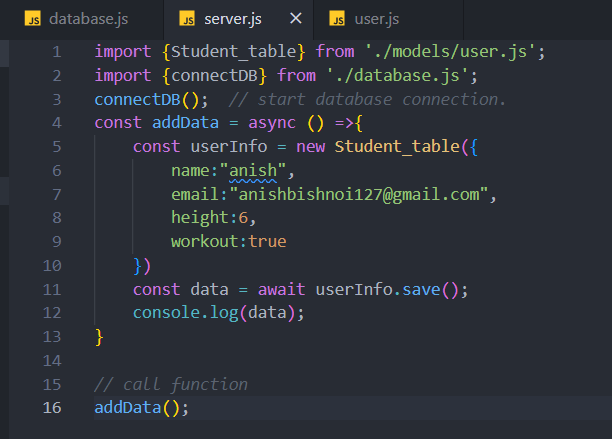 JS database.js JS server.js × JS user.js
1 import {Student_table} from './models/user.js';
2 import {connectDB} from './database.js';
3 connectDB();  // start database connection.
4 const addData = async () =>{
5     const userInfo = new Student_table({
6         name:"anish",
7         email:"anishbishnoi127@gmail.com",
8         height:6,
9         workout:true
10     })
11     const data = await userInfo.save();
12     console.log(data);
13 }
14
15 // call function
16 addData();